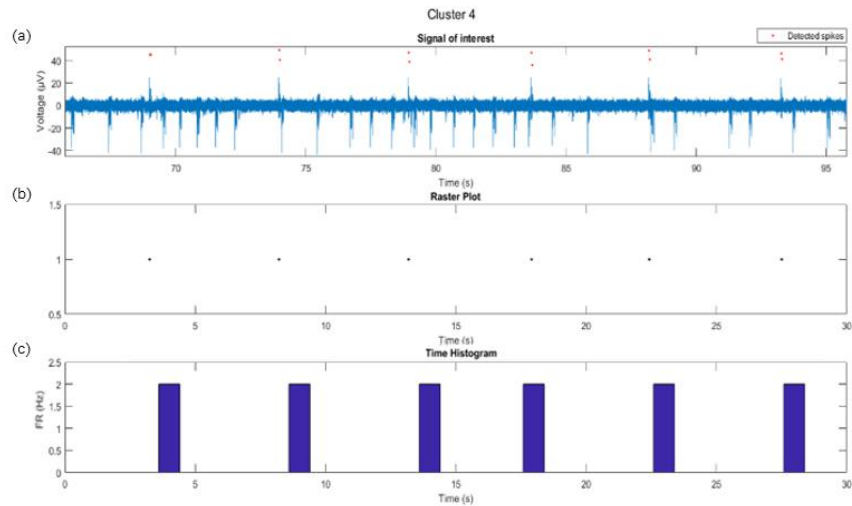 Cluster 4
(a)
Signal of interest
Detected spikes
40
20
0
-20
-40
Voltage (µV)
70 75 80 85 90 95
Time (s)
(b)
Raster Plot
1.5
1
0.5
0 5 10 15 20 25 30
Time (s)
(c)
Time Histogram
2.5
2
1.5
1
0.5
0
FR (Hz)
0 5 10 15 20 25 30
Time (s)